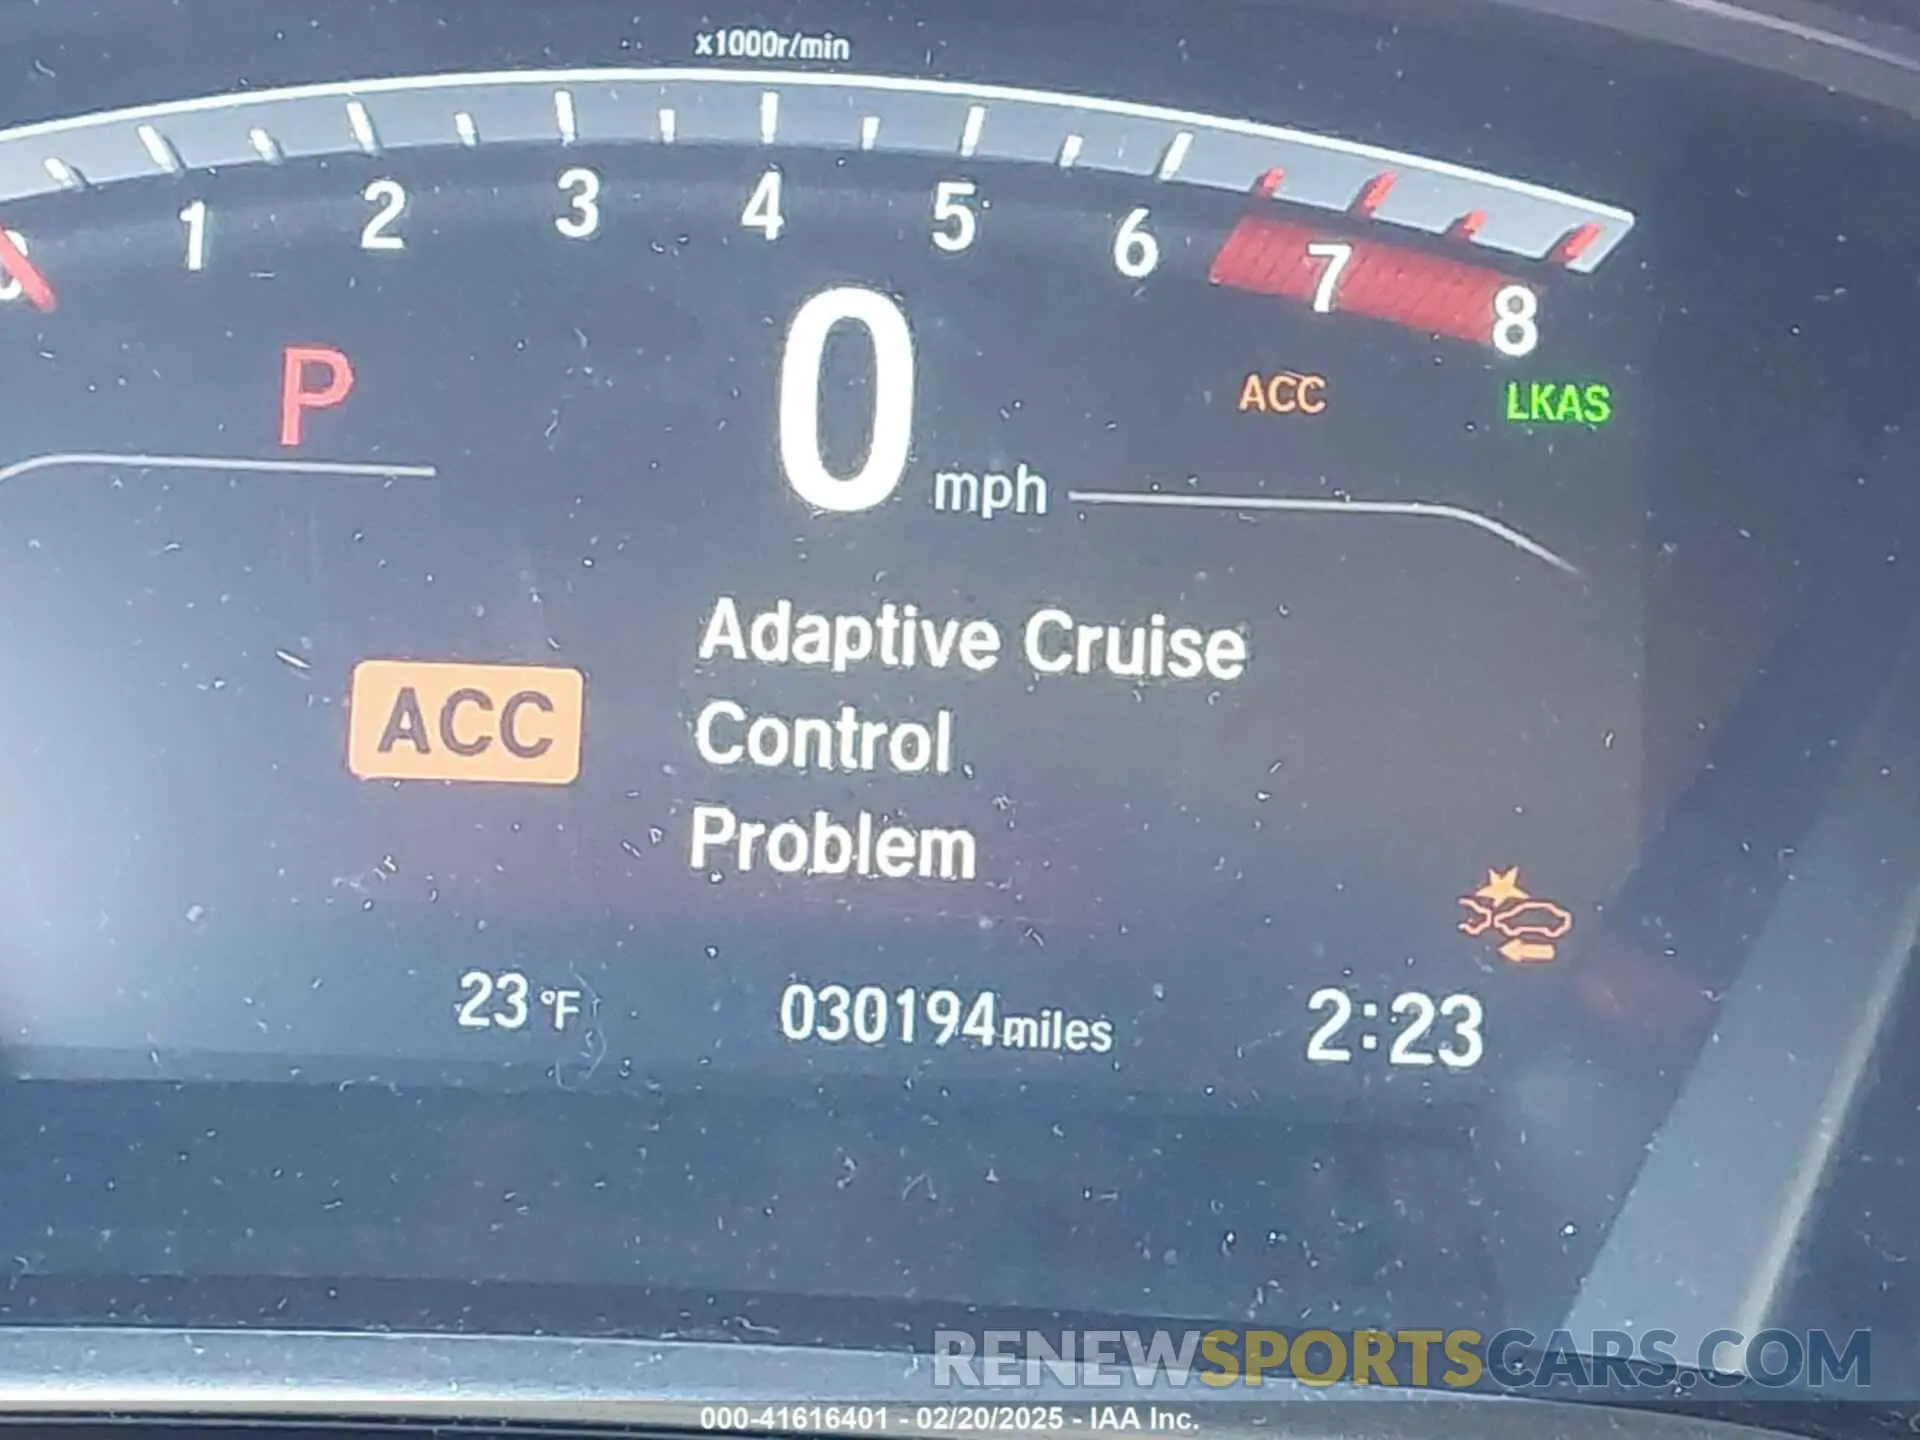 x1000r/min
0 1 2 3 4 5 6 7 8
P
0 mph
ACC
LKAS
ACC
Adaptive Cruise
Control
Problem
23°F
030194miles
2:23
RENEWSPORTSCARS.COM
000-41616401 - 02/20/2025 - IAA Inc.